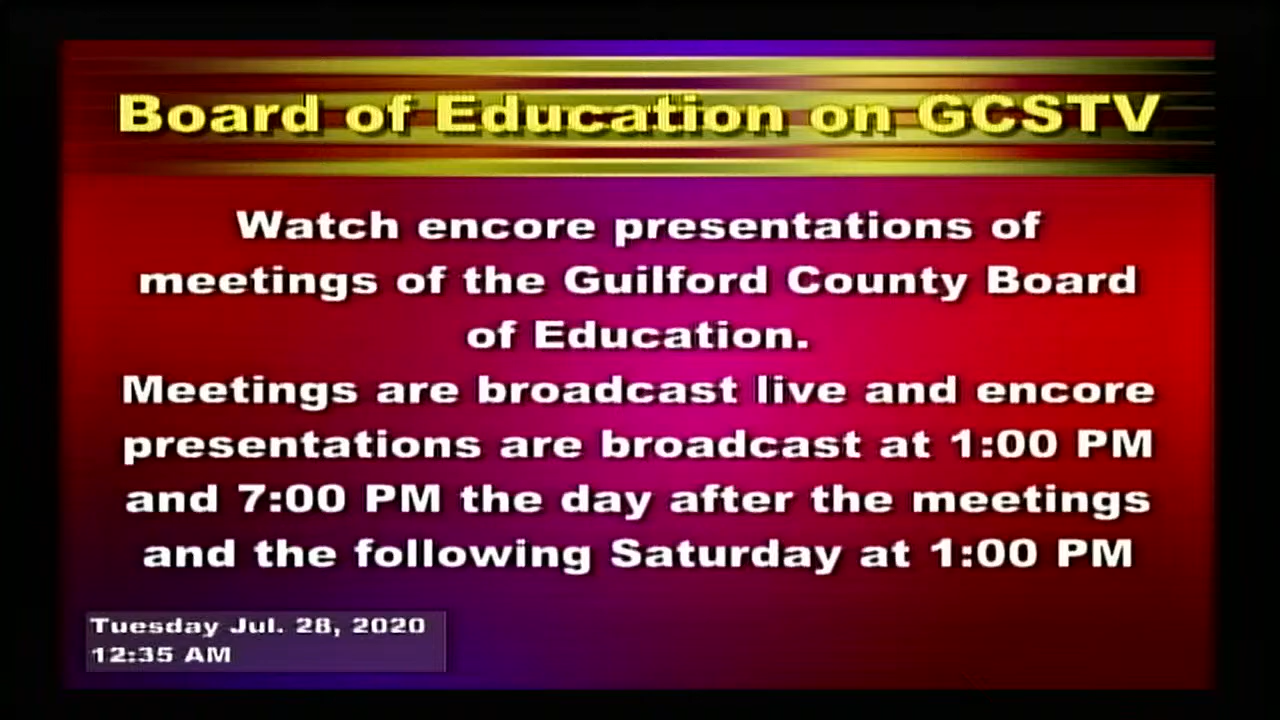 Board of Education on GCSTV
Watch encore presentations of
meetings of the Guilford County Board
of Education.
Meetings are broadcast live and encore
presentations are broadcast at 1:00 PM
and 7:00 PM the day after the meetings
and the following Saturday at 1:00 PM
Tuesday Jul. 28, 2020
12:35 AM